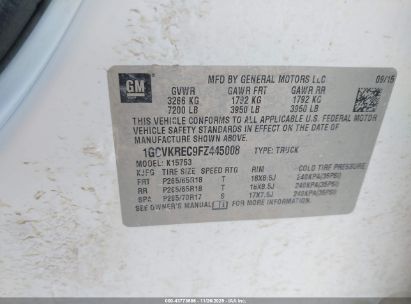 MFD BY GENERAL MOTORS LLC 09/15
GM
GVWR GAWR FRT GAWR RR
3266 KG 1792 KG 1792 KG
7200 LB 3950 LB 3950 LB
THIS VEHICLE CONFORMS TO ALL APPLICABLE U.S. FEDERAL MOTOR
VEHICLE SAFETY STANDARDS IN EFFECT ON THE DATE OF
MANUFACTURE SHOWN ABOVE.
1GCVKREC9FZ445008 TYPE: TRUCK
MODEL: K15753
TIRE SIZE SPEED RTG RIM COLD TIRE PRESSURE
FRT P265/65R18 T 18X8.5J 240KPA(35PSI)
RR P265/65R18 T 18X8.5J 240KPA(35PSI)
SPA P265/70R17 S 17X7.5J 240KPA(35PSI)
SEE OWNER'S MANUAL